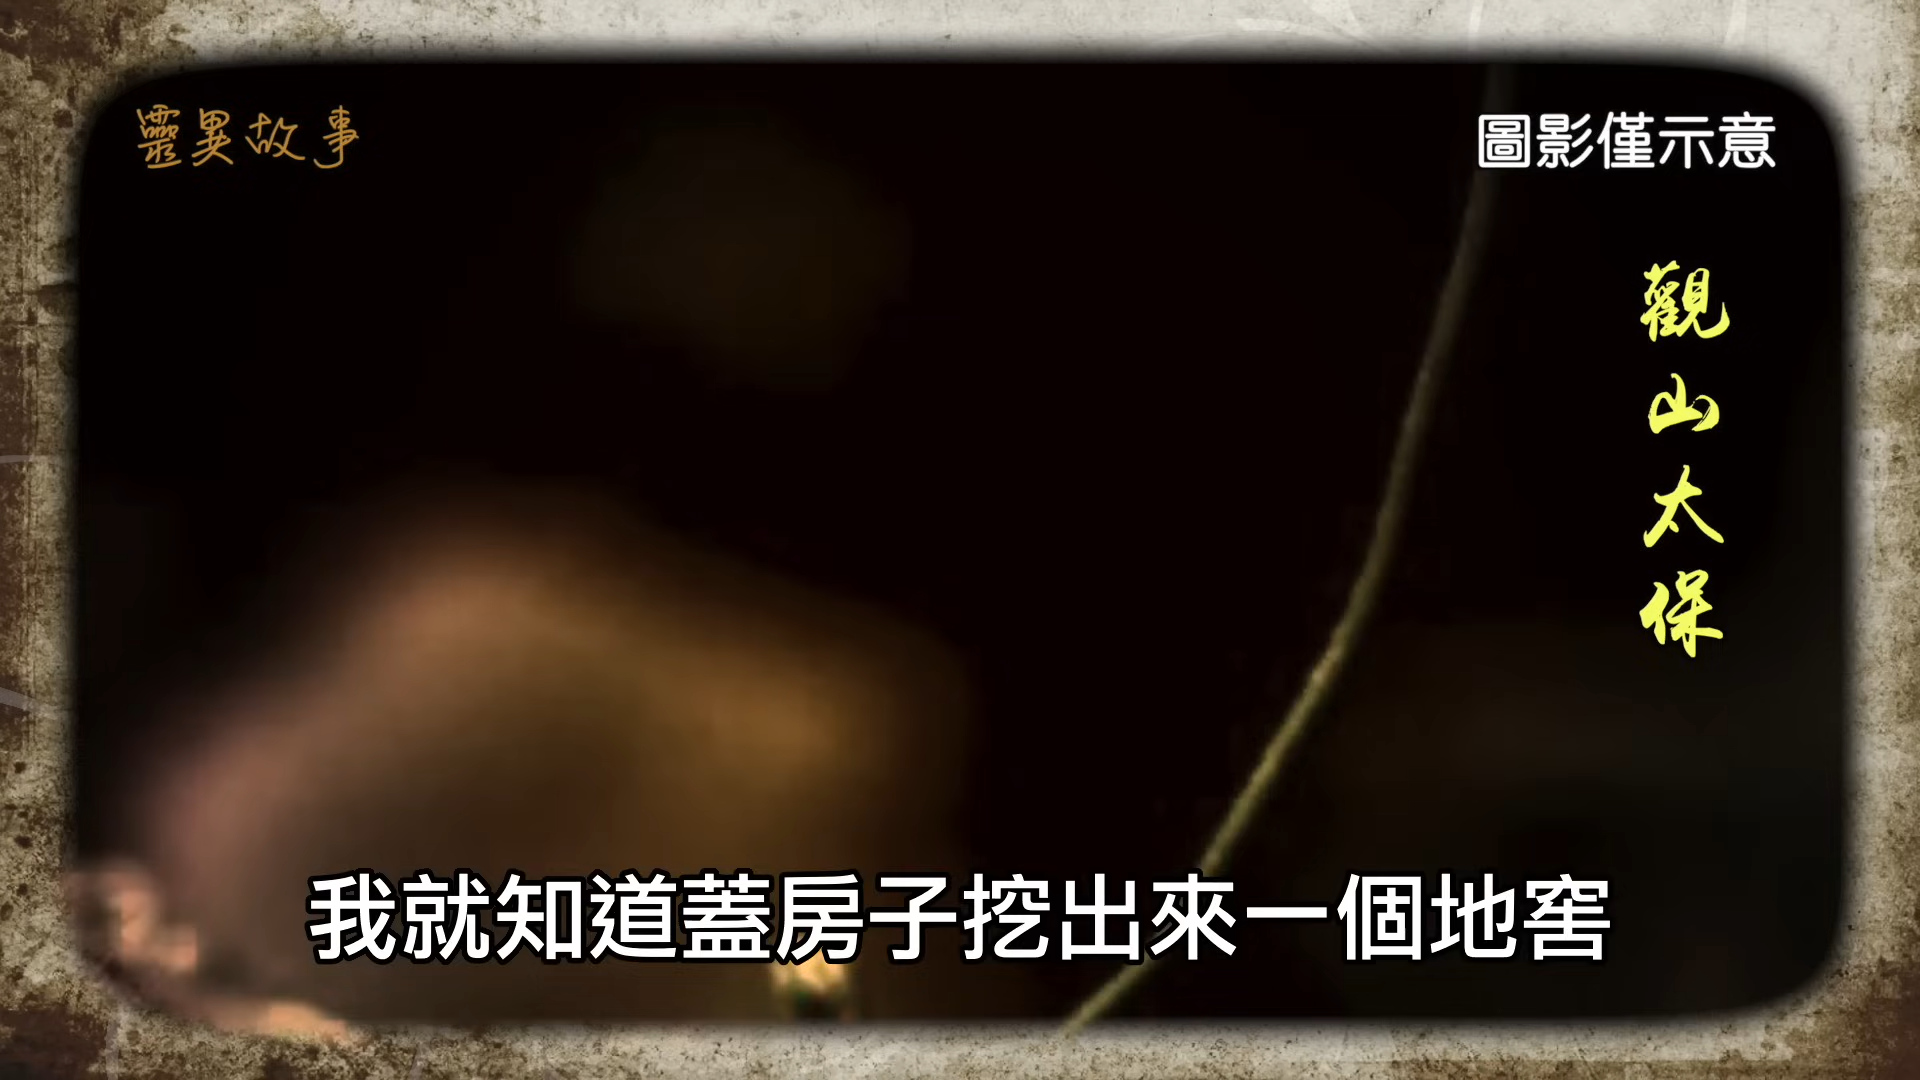 靈異故事
圖影僅示意
觀山太保
我就知道蓋房子挖出來一個地窖